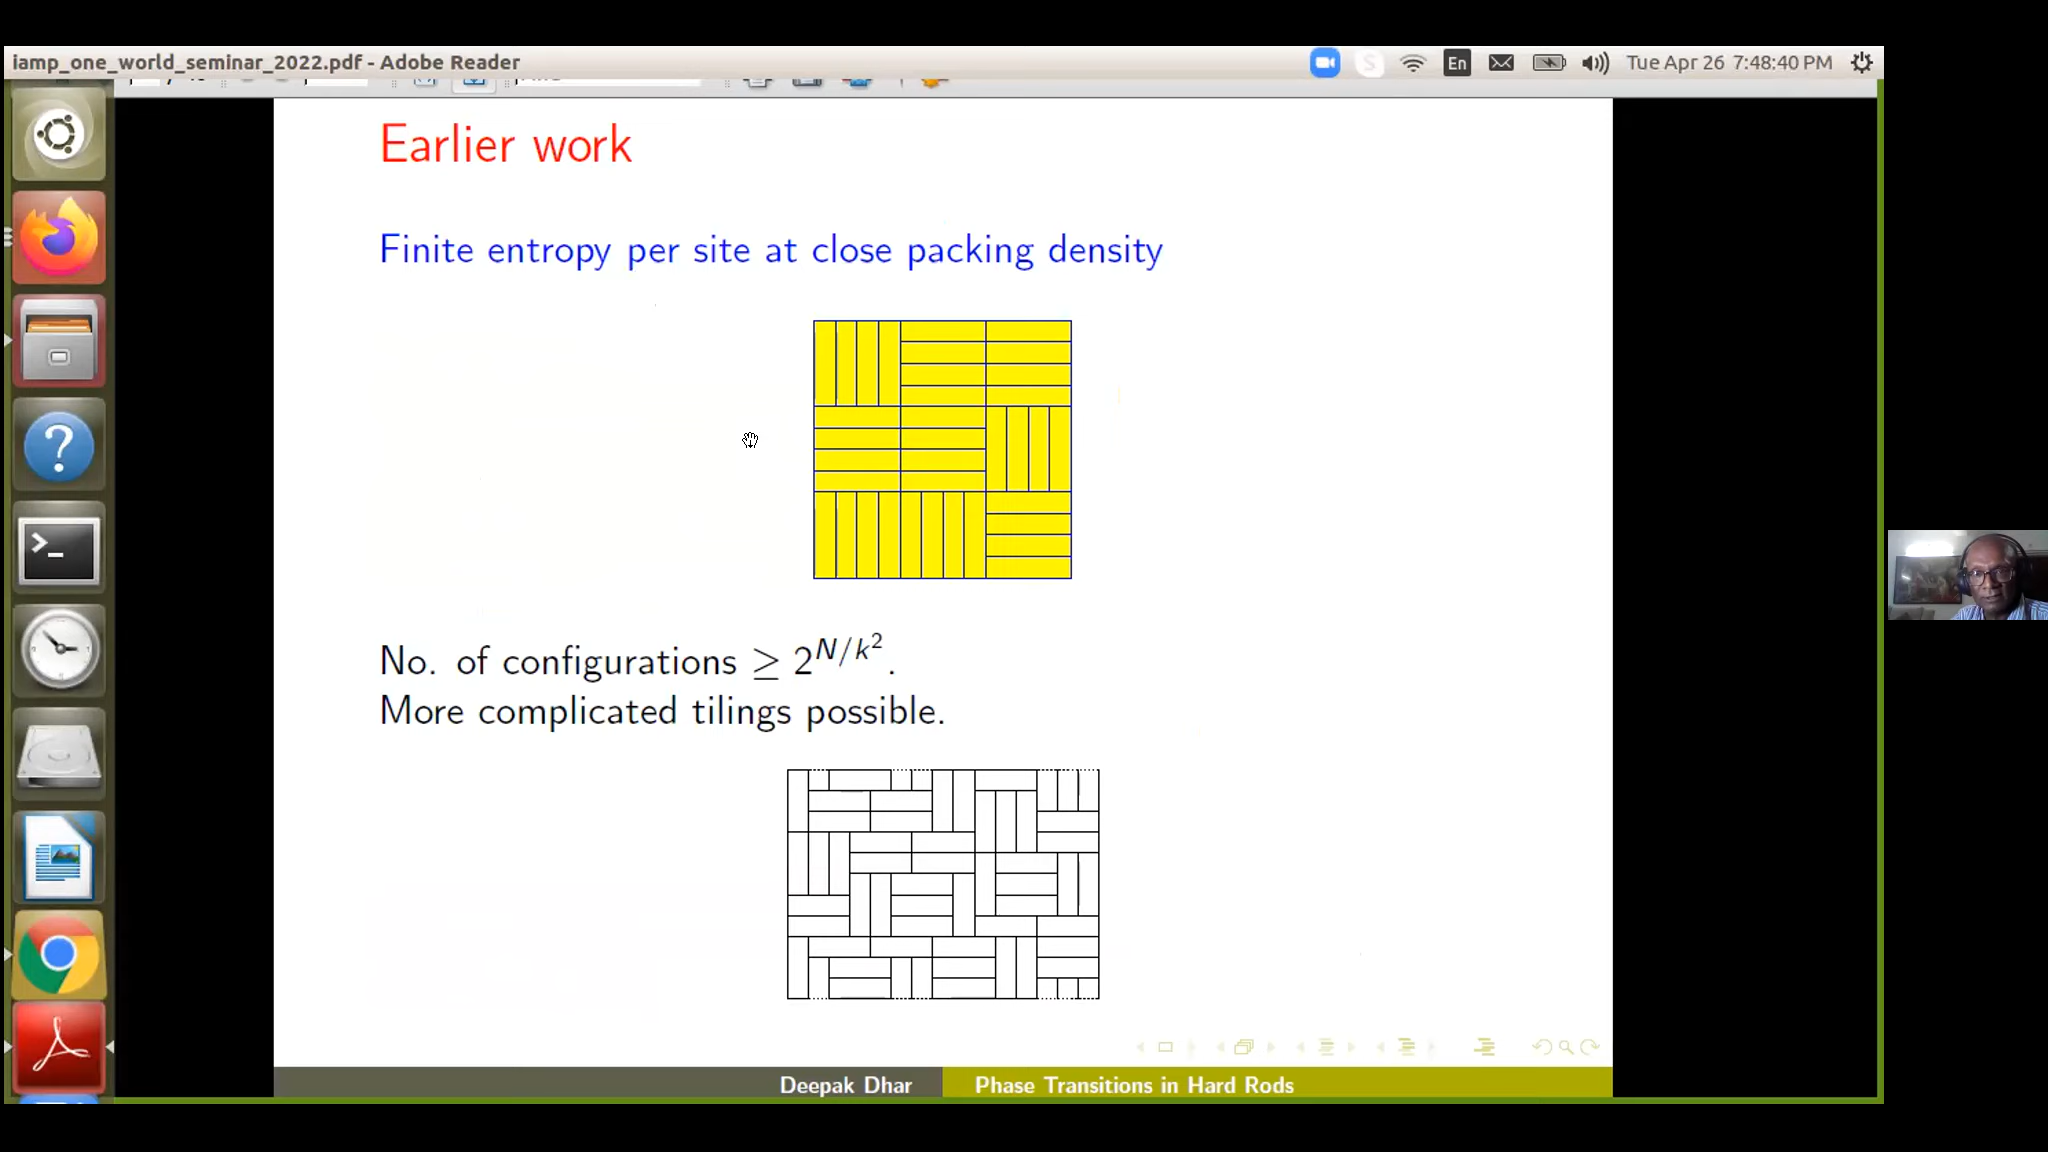 iamp_one_world_seminar_2022.pdf - Adobe Reader
En
Tue Apr 26 7:48:40 PM
Earlier work
Finite entropy per site at close packing density
No. of configurations ≥ 2^{N/k^2}.
More complicated tilings possible.
Deepak Dhar
Phase Transitions in Hard Rods